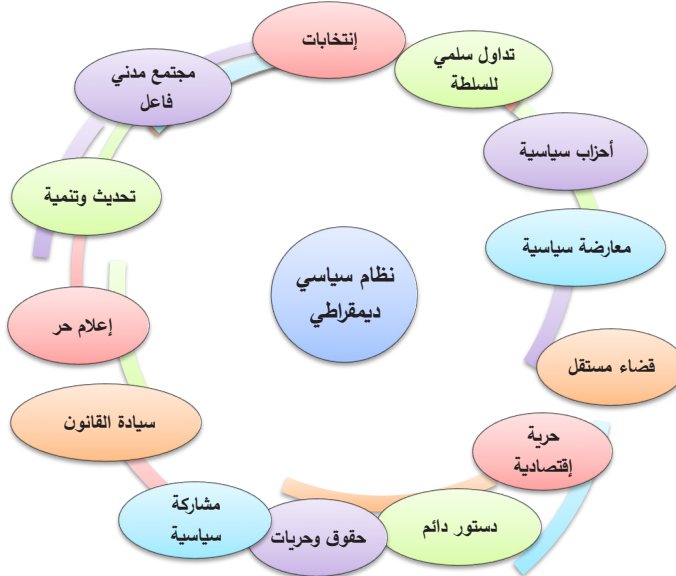 إنتخابات
تداول سلمي
للسلطة
أحزاب سياسية
معارضة سياسية
قضاء مستقل
حرية
إقتصادية
دستور دائم
حقوق وحريات
مشاركة
سياسية
سيادة القانون
إعلام حر
تحديث وتنمية
مجتمع مدني
فاعل
نظام سياسي
ديمقراطي